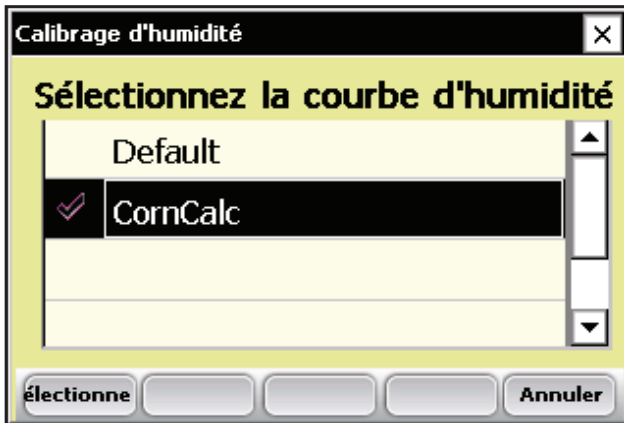 Calibrage d'humidité
Sélectionnez la courbe d'humidité
Default
CornCalc
électionne
Annuler